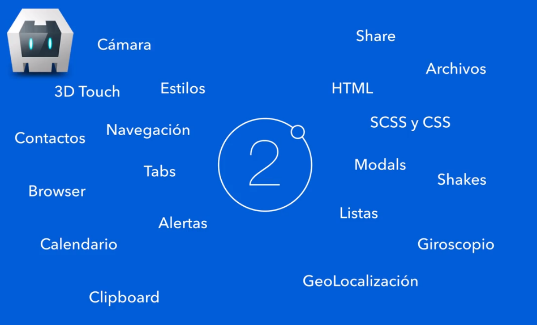 Share
Cámara
Archivos
3D Touch
Estilos
HTML
SCSS y CSS
Contactos
Navegación
2
Tabs
Modals
Shakes
Browser
Listas
Alertas
Calendario
Giroscopio
GeoLocalización
Clipboard